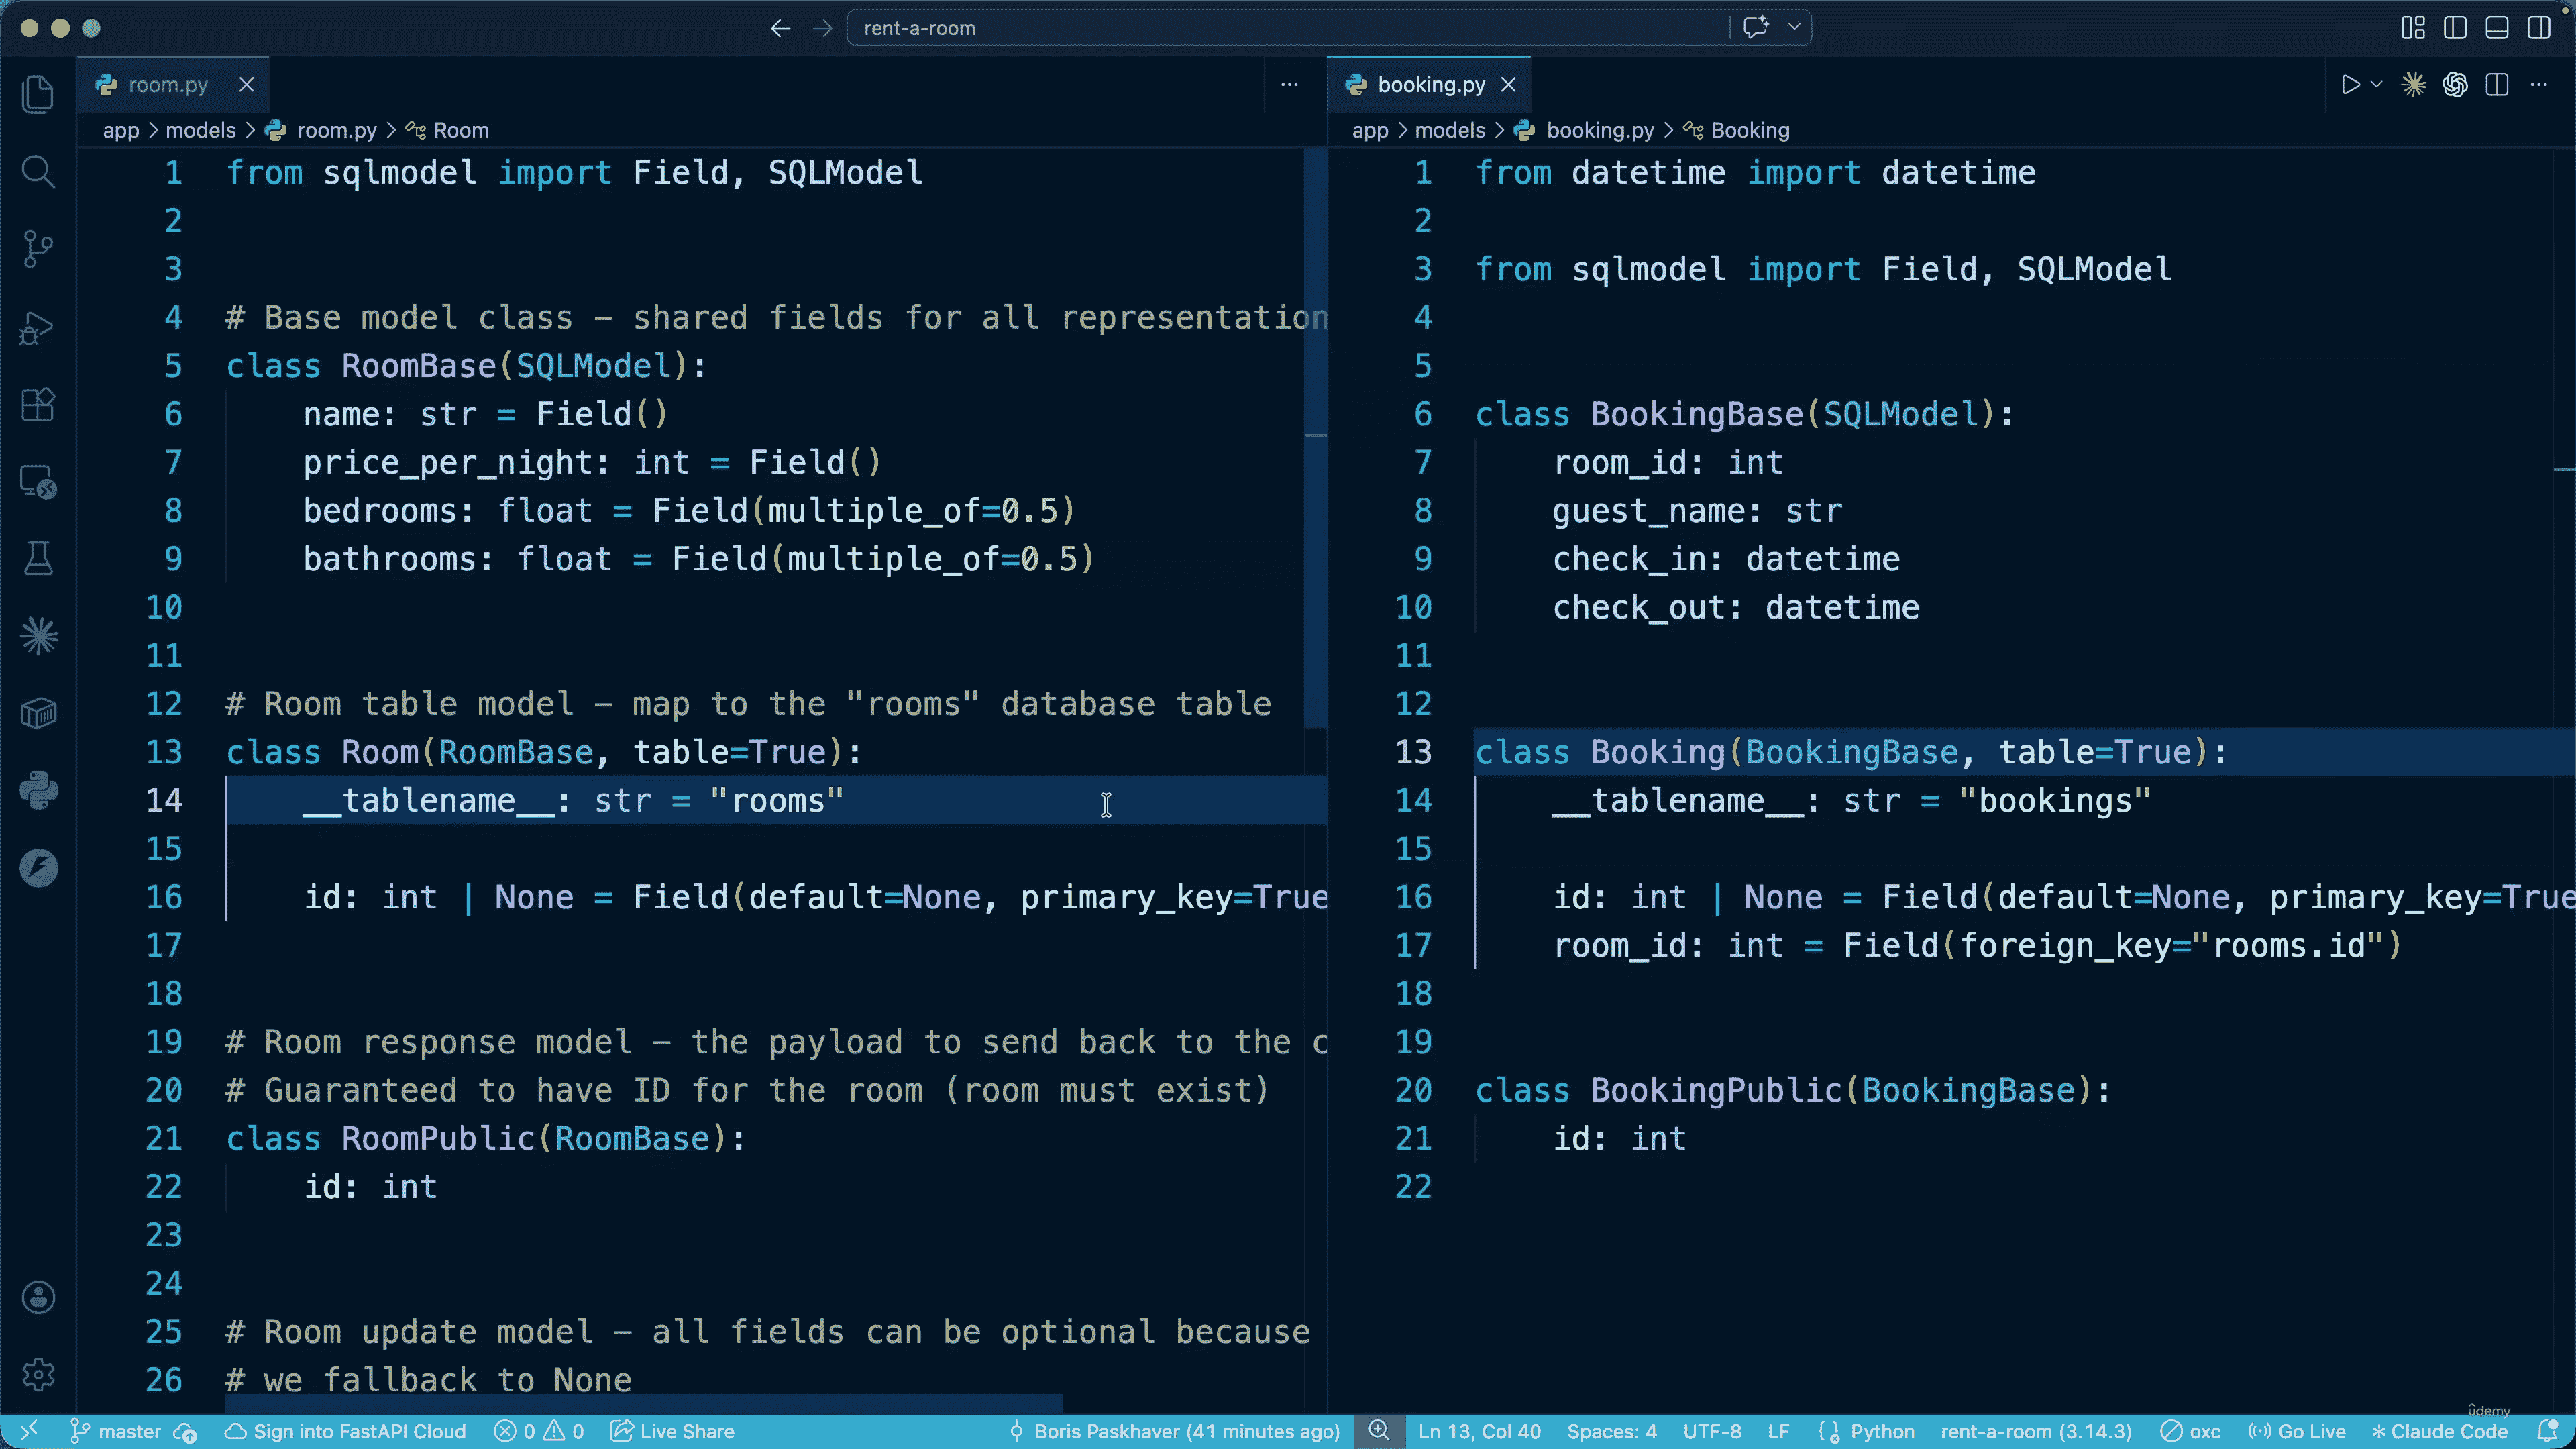 rent-a-room
room.py
app > models > room.py > Room
1 from sqlmodel import Field, SQLModel
2
3
4 # Base model class – shared fields for all representation
5 class RoomBase(SQLModel):
6 name: str = Field()
7 price_per_night: int = Field()
8 bedrooms: float = Field(multiple_of=0.5)
9 bathrooms: float = Field(multiple_of=0.5)
10
11
12 # Room table model – map to the "rooms" database table
13 class Room(RoomBase, table=True):
14 __tablename__: str = "rooms"
15
16 id: int | None = Field(default=None, primary_key=True
17
18
19 # Room response model – the payload to send back to the c
20 # Guaranteed to have ID for the room (room must exist)
21 class RoomPublic(RoomBase):
22 id: int
23
24
25 # Room update model – all fields can be optional because
26 # we fallback to None
booking.py
app > models > booking.py > Booking
1 from datetime import datetime
2
3 from sqlmodel import Field, SQLModel
4
5
6 class BookingBase(SQLModel):
7 room_id: int
8 guest_name: str
9 check_in: datetime
10 check_out: datetime
11
12
13 class Booking(BookingBase, table=True):
14 __tablename__: str = "bookings"
15
16 id: int | None = Field(default=None, primary_key=True
17 room_id: int = Field(foreign_key="rooms.id")
18
19
20 class BookingPublic(BookingBase):
21 id: int
22
ûdemy
master Sign into FastAPI Cloud 0 0 Live Share Boris Paskhaver (41 minutes ago) Ln 13, Col 40 Spaces: 4 UTF-8 LF Python rent-a-room (3.14.3) oxc Go Live Claude Code